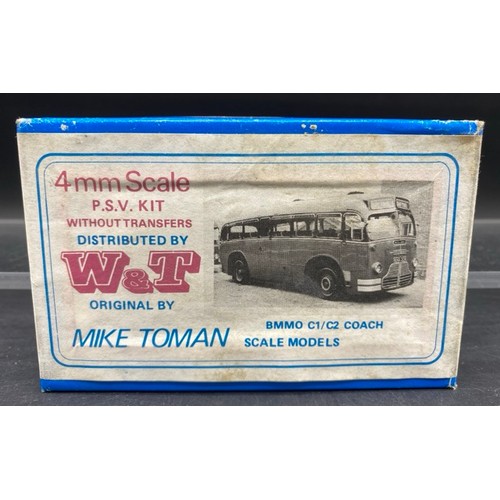 4mm Scale
P.S.V. KIT
WITHOUT TRANSFERS
DISTRIBUTED BY
W&T
ORIGINAL BY
MIKE TOMAN
BMMO C1/C2 COACH
SCALE MODELS